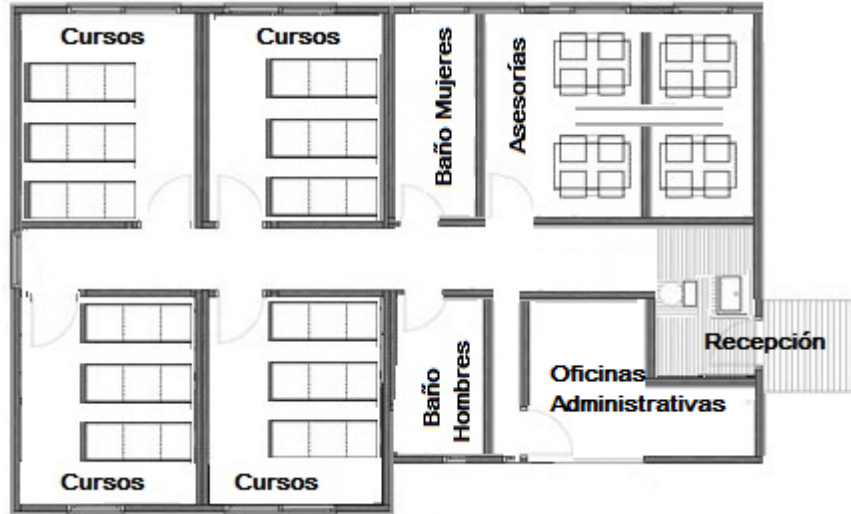 Cursos
Cursos
Baño Mujeres
Asesorías
Recepción
Baño
Hombres
Oficinas
Administrativas
Cursos
Cursos